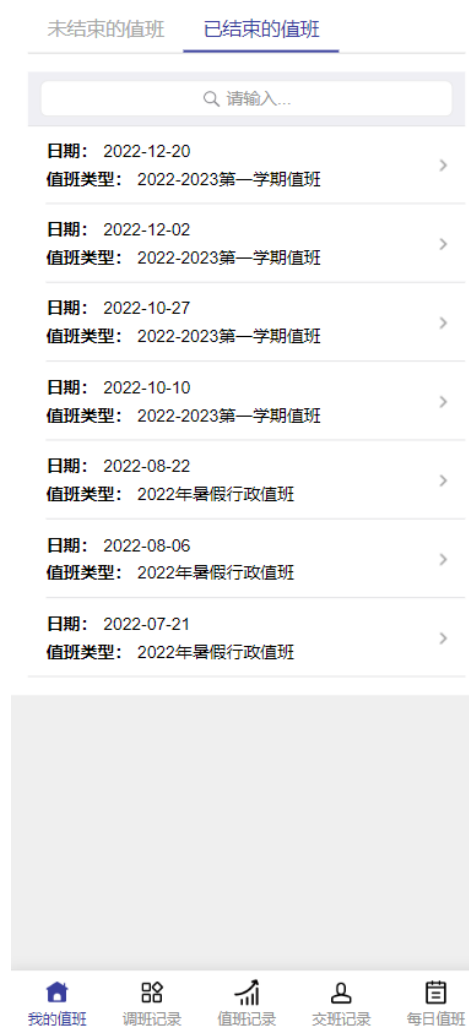 未结束的值班 已结束的值班
请输入...
日期： 2022-12-20
值班类型： 2022-2023第一学期值班
日期： 2022-12-02
值班类型： 2022-2023第一学期值班
日期： 2022-10-27
值班类型： 2022-2023第一学期值班
日期： 2022-10-10
值班类型： 2022-2023第一学期值班
日期： 2022-08-22
值班类型： 2022年暑假行政值班
日期： 2022-08-06
值班类型： 2022年暑假行政值班
日期： 2022-07-21
值班类型： 2022年暑假行政值班
我的值班 调班记录 值班记录 交班记录 每日值班